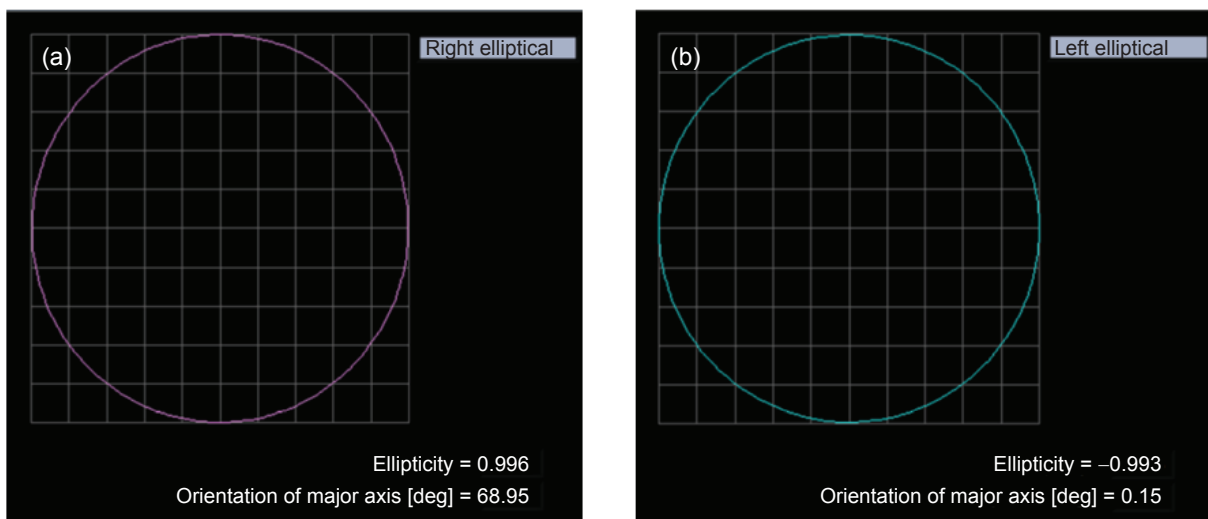 (a)
Right elliptical
Ellipticity = 0.996
Orientation of major axis [deg] = 68.95
(b)
Left elliptical
Ellipticity = −0.993
Orientation of major axis [deg] = 0.15